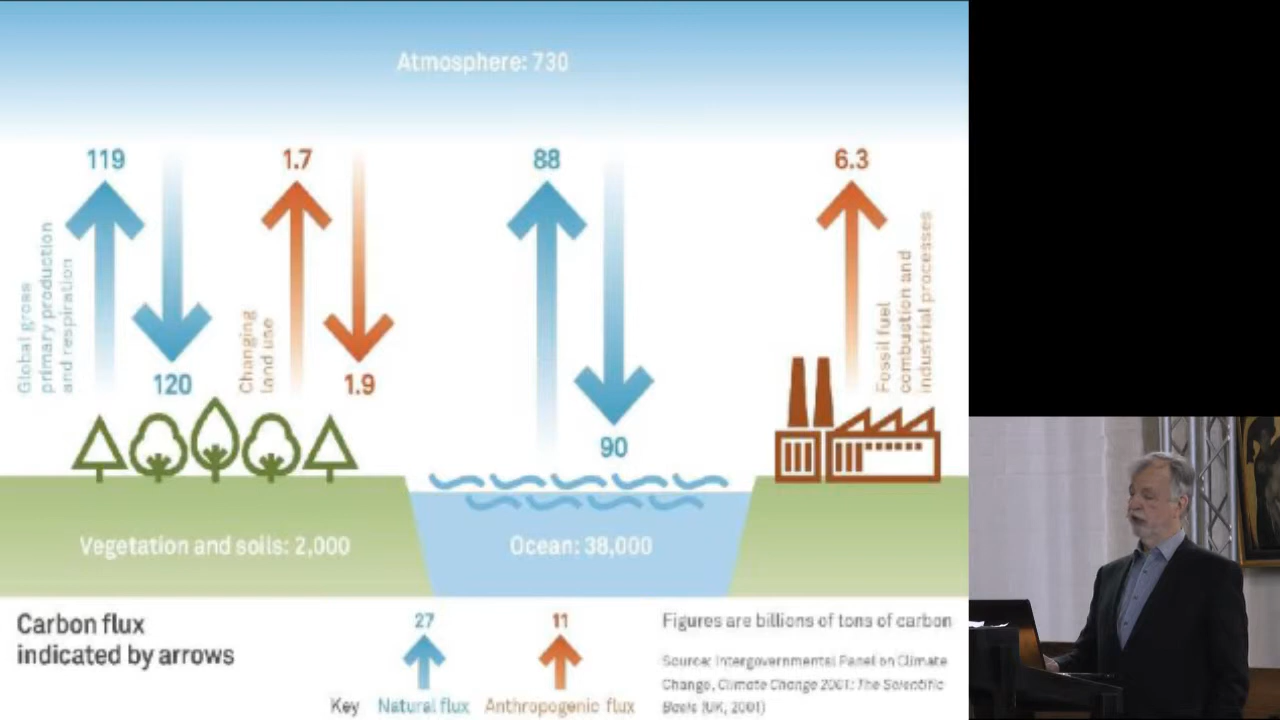 Atmosphere: 730
119
1.7
88
6.3
Global gross
primary production
and respiration
Changing
land use
Fossil fuel
combustion and
industrial processes
120
1.9
90
Vegetation and soils: 2,000
Ocean: 38,000
Carbon flux
indicated by arrows
27
11
Key
Natural flux
Anthropogenic flux
Figures are billions of tons of carbon
Source: Intergovernmental Panel on Climate
Change, Climate Change 2001: The Scientific
Basis (UK, 2001)